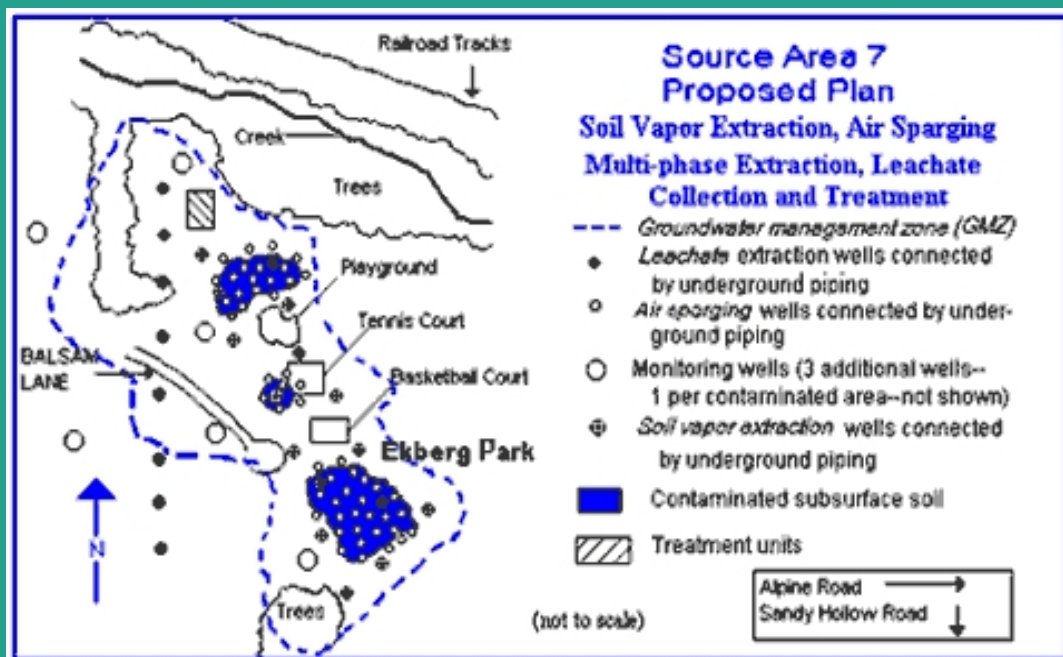 Railroad Tracks
Creek
Trees
Playground
Tennis Court
BALSAM
LANE
Basketball Court
Ekberg Park
N
Trees
(not to scale)
Source Area 7
Proposed Plan
Soil Vapor Extraction, Air Sparging
Multi-phase Extraction, Leachate
Collection and Treatment
Groundwater management zone (GMZ)
Leachate extraction wells connected
by underground piping
Air sparging wells connected by under-
ground piping
Monitoring wells (3 additional wells--
1 per contaminated area--not shown)
Soil vapor extraction wells connected
by underground piping
Contaminated subsurface soil
Treatment units
Alpine Road
Sandy Hollow Road